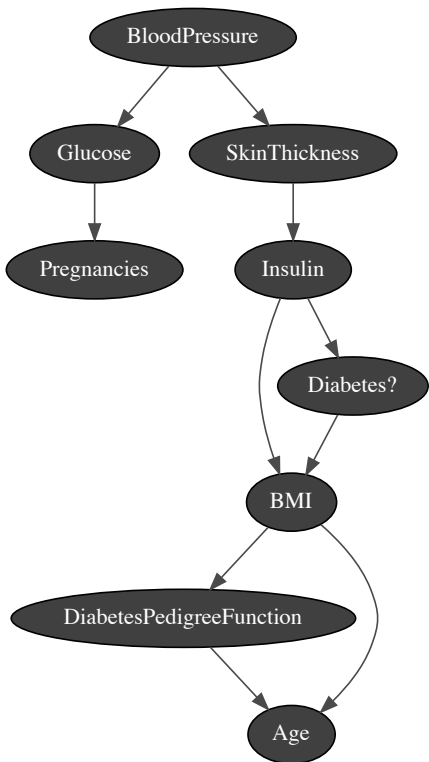 BloodPressure
Glucose
SkinThickness
Pregnancies
Insulin
Diabetes?
BMI
DiabetesPedigreeFunction
Age